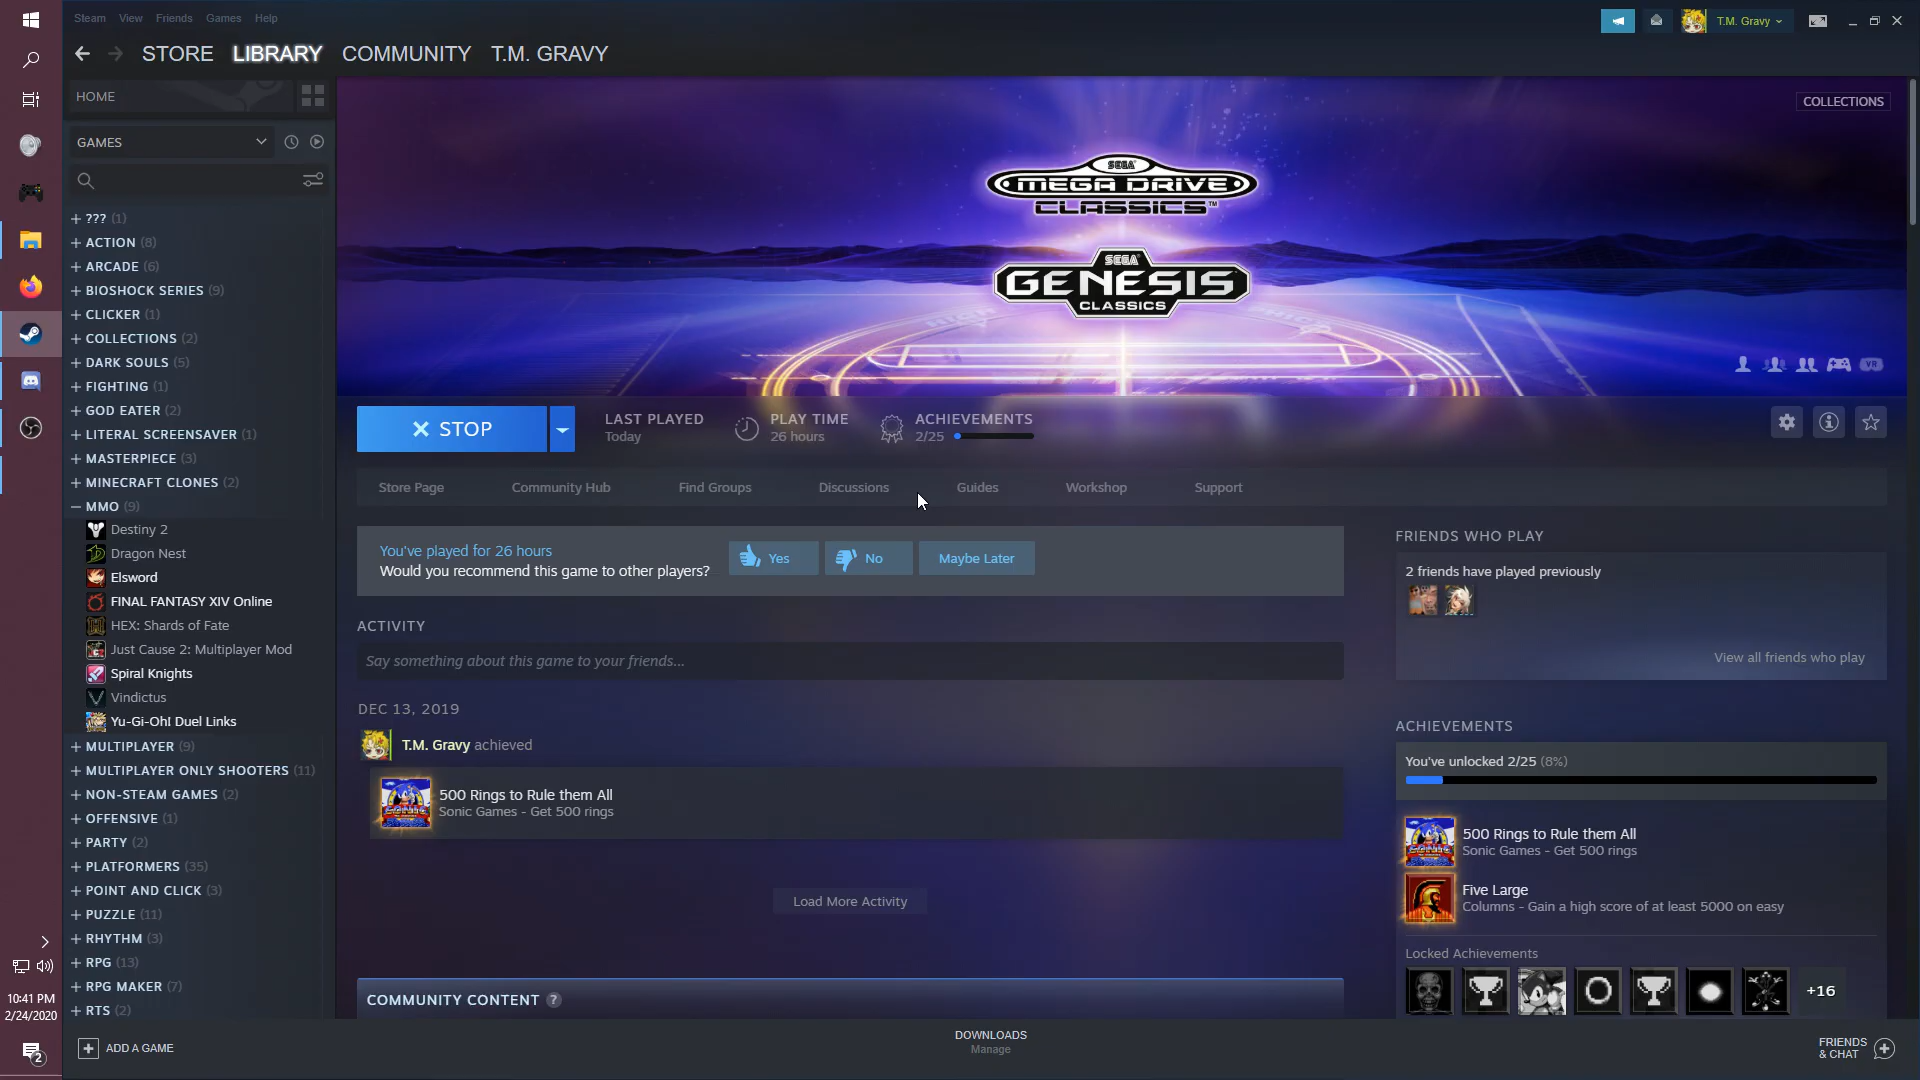 Steam View Friends Games Help
T.M. Gravy
STORE LIBRARY COMMUNITY T.M. GRAVY
HOME
GAMES
+ ??? (1)
+ ACTION (8)
+ ARCADE (6)
+ BIOSHOCK SERIES (9)
+ CLICKER (1)
+ COLLECTIONS (2)
+ DARK SOULS (5)
+ FIGHTING (1)
+ GOD EATER (2)
+ LITERAL SCREENSAVER (1)
+ MASTERPIECE (3)
+ MINECRAFT CLONES (2)
– MMO (9)
Destiny 2
Dragon Nest
Elsword
FINAL FANTASY XIV Online
HEX: Shards of Fate
Just Cause 2: Multiplayer Mod
Spiral Knights
Vindictus
Yu-Gi-Oh! Duel Links
+ MULTIPLAYER (9)
+ MULTIPLAYER ONLY SHOOTERS (11)
+ NON-STEAM GAMES (2)
+ OFFENSIVE (1)
+ PARTY (2)
+ PLATFORMERS (35)
+ POINT AND CLICK (3)
+ PUZZLE (11)
+ RHYTHM (3)
+ RPG (13)
+ RPG MAKER (7)
+ RTS (2)
ADD A GAME
10:41 PM
2/24/2020
2
COLLECTIONS
SEGA
MEGA DRIVE
CLASSICS™
SEGA
GENESIS
CLASSICS
VR
STOP
LAST PLAYED
Today
PLAY TIME
26 hours
ACHIEVEMENTS
2/25
Store Page Community Hub Find Groups Discussions Guides Workshop Support
You've played for 26 hours
Would you recommend this game to other players?
Yes No Maybe Later
ACTIVITY
Say something about this game to your friends...
DEC 13, 2019
T.M. Gravy achieved
500 Rings to Rule them All
Sonic Games - Get 500 rings
Load More Activity
COMMUNITY CONTENT ?
FRIENDS WHO PLAY
2 friends have played previously
View all friends who play
ACHIEVEMENTS
You've unlocked 2/25 (8%)
500 Rings to Rule them All
Sonic Games - Get 500 rings
Five Large
Columns - Gain a high score of at least 5000 on easy
Locked Achievements
+16
DOWNLOADS
Manage
FRIENDS
& CHAT